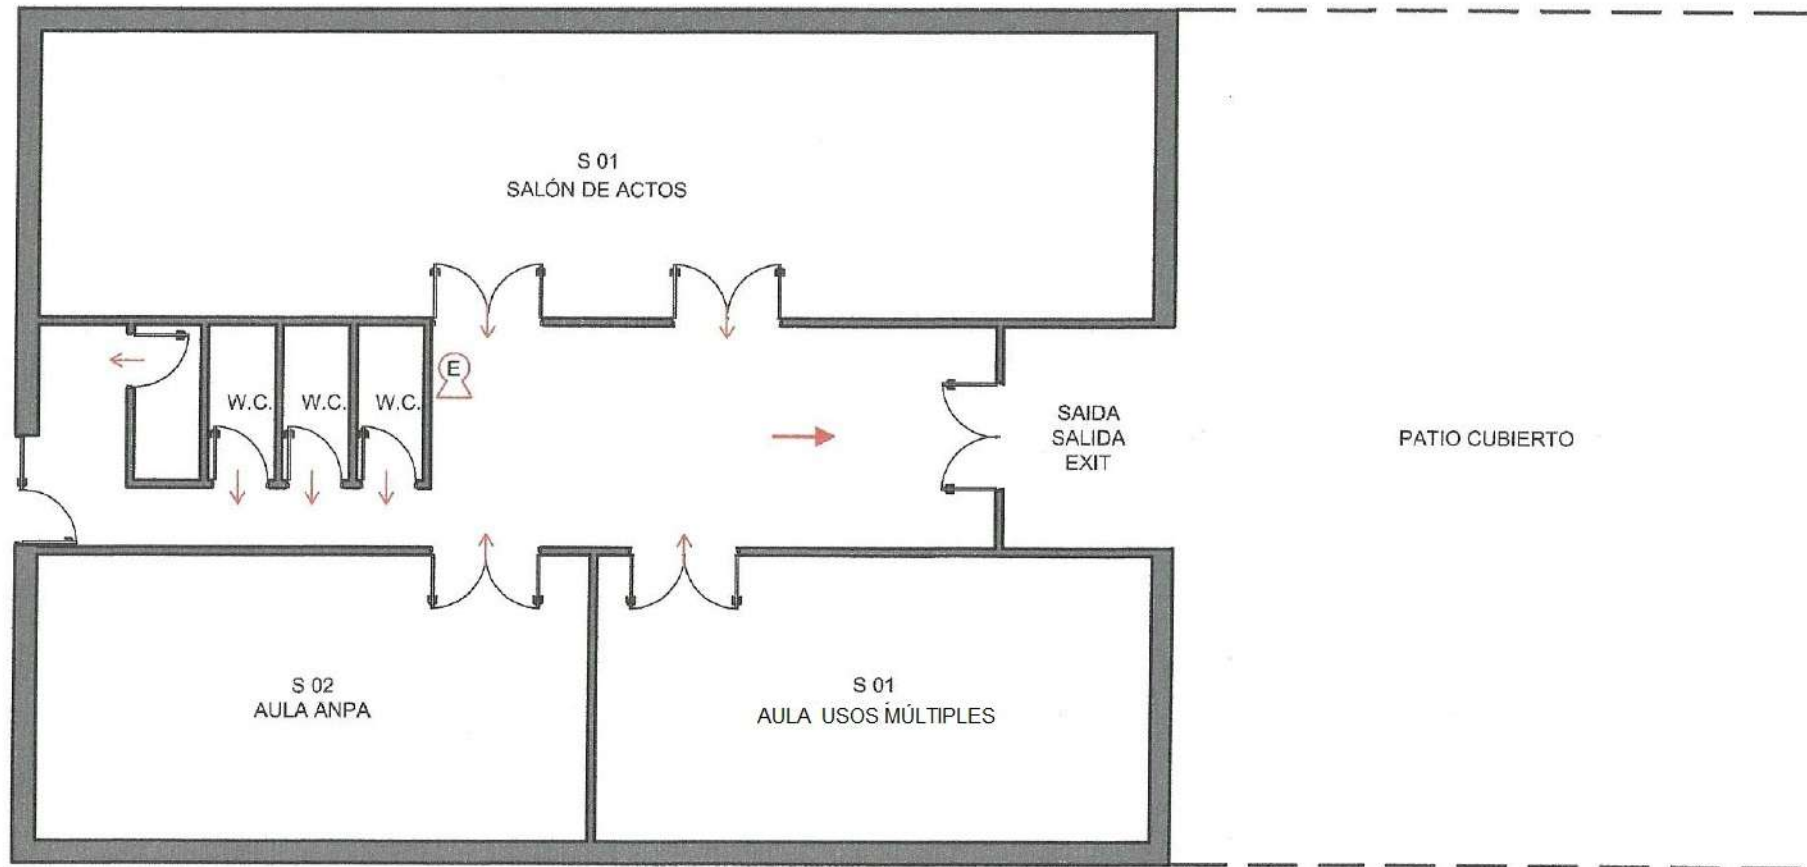 S 01
SALÓN DE ACTOS
E
W.C.
W.C.
W.C.
SAIDA
SALIDA
EXIT
PATIO CUBIERTO
S 02
AULA ANPA
S 01
AULA USOS MÚLTIPLES